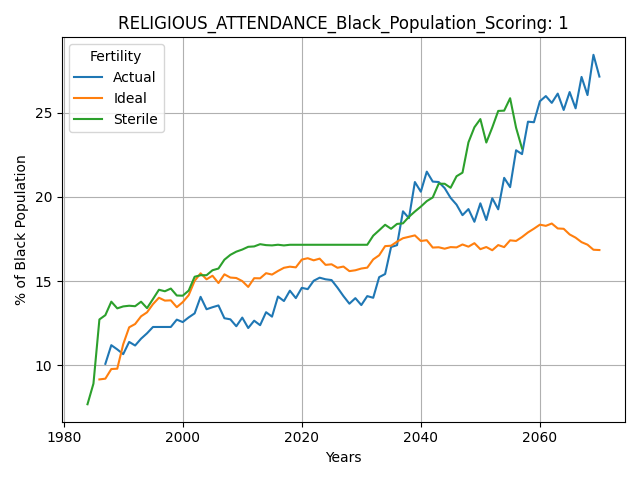 RELIGIOUS_ATTENDANCE_Black_Population_Scoring: 1
Fertility
Actual
Ideal
Sterile
% of Black Population
25
20
15
10
1980
2000
2020
2040
2060
Years